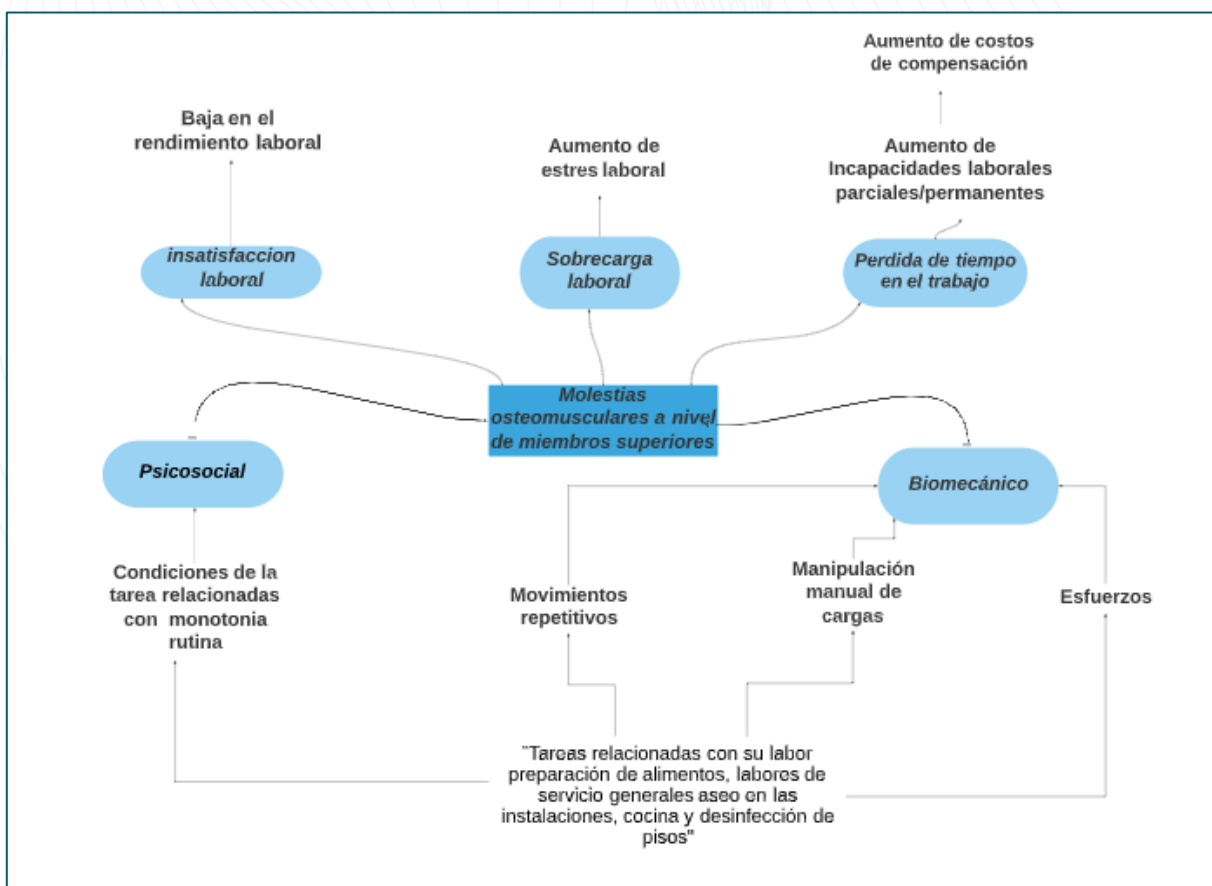 Aumento de costos
de compensación
Baja en el
rendimiento laboral
Aumento de
estres laboral
Aumento de
Incapacidades laborales
parciales/permanentes
insatisfaccion
laboral
Sobrecarga
laboral
Perdida de tiempo
en el trabajo
Molestias
osteomusculares a nivel
de miembros superiores
Psicosocial
Biomecánico
Condiciones de la
tarea relacionadas
con monotonia
rutina
Movimientos
repetitivos
Manipulación
manual de
cargas
Esfuerzos
"Tareas relacionadas con su labor
preparación de alimentos, labores de
servicio generales aseo en las
instalaciones, cocina y desinfección de
pisos"